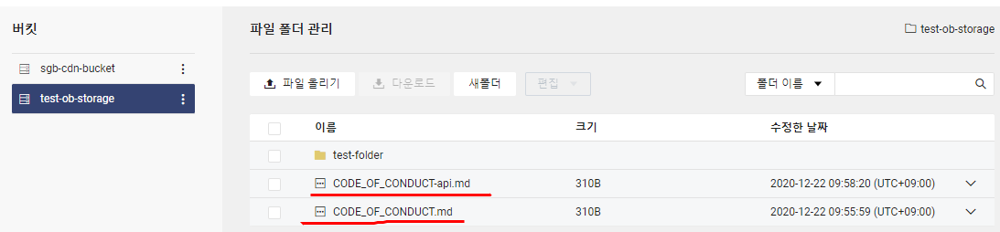 버킷
sgb-cdn-bucket
test-ob-storage
파일 폴더 관리
test-ob-storage
파일 올리기 다운로드 새폴더 편집 폴더 이름
이름 크기 수정한 날짜
test-folder
CODE_OF_CONDUCT-api.md 310B 2020-12-22 09:58:20 (UTC+09:00)
CODE_OF_CONDUCT.md 310B 2020-12-22 09:55:59 (UTC+09:00)